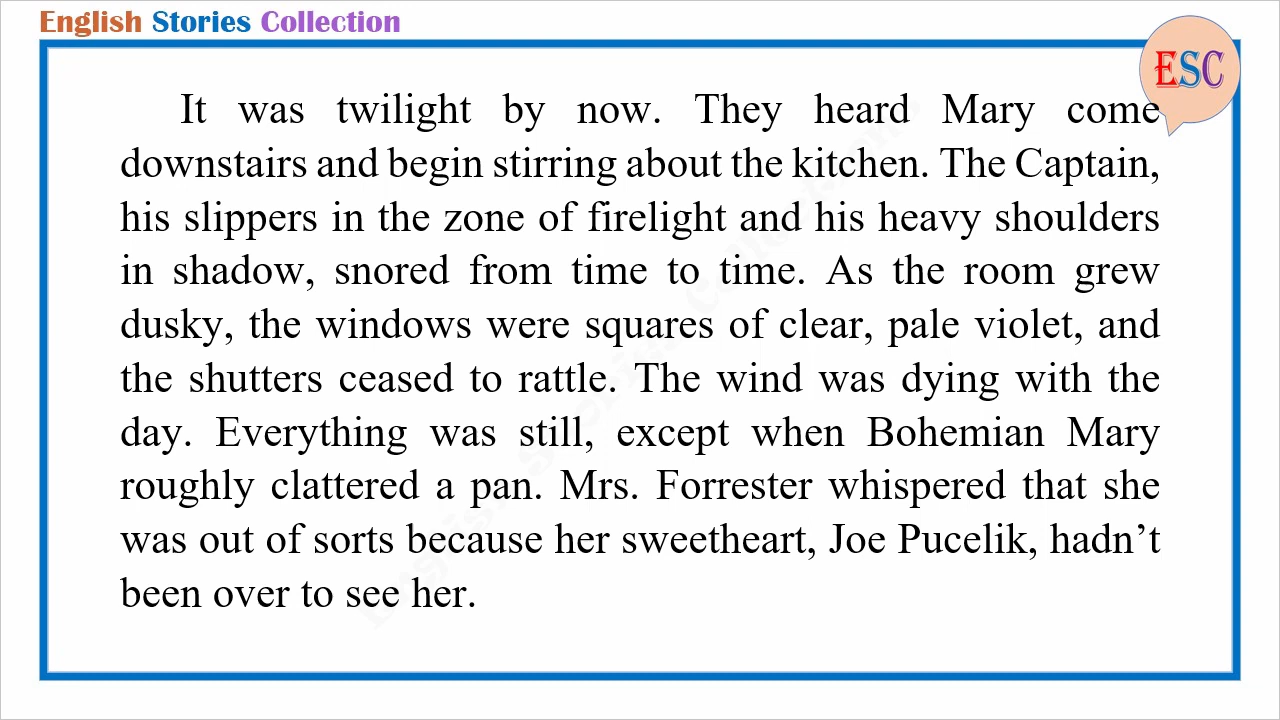 English Stories Collection
ESC
It was twilight by now. They heard Mary come
downstairs and begin stirring about the kitchen. The Captain,
his slippers in the zone of firelight and his heavy shoulders
in shadow, snored from time to time. As the room grew
dusky, the windows were squares of clear, pale violet, and
the shutters ceased to rattle. The wind was dying with the
day. Everything was still, except when Bohemian Mary
roughly clattered a pan. Mrs. Forrester whispered that she
was out of sorts because her sweetheart, Joe Pucelik, hadn’t
been over to see her.
English Stories Collections